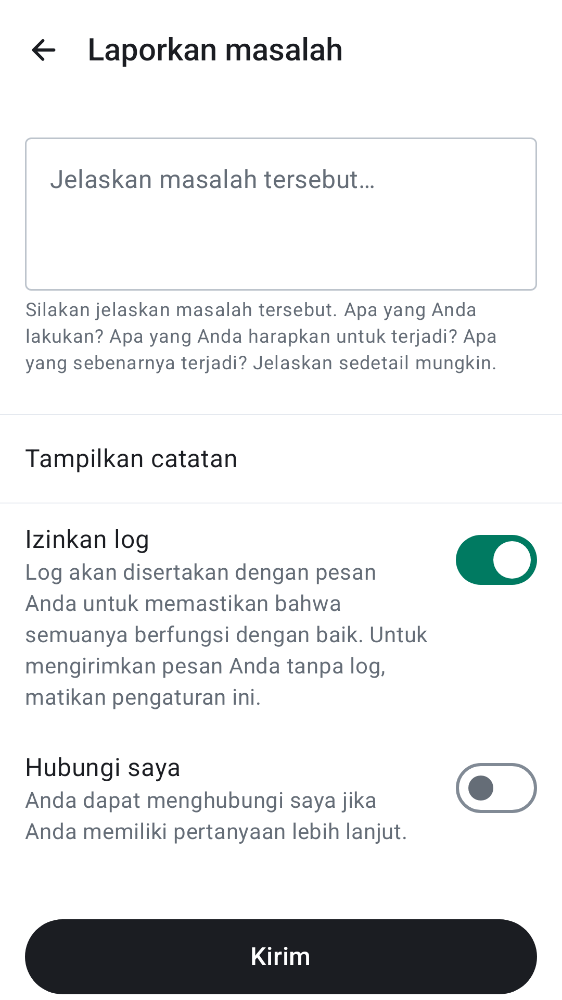 Laporkan masalah
Jelaskan masalah tersebut...
Silakan jelaskan masalah tersebut. Apa yang Anda
lakukan? Apa yang Anda harapkan untuk terjadi? Apa
yang sebenarnya terjadi? Jelaskan sedetail mungkin.
Tampilkan catatan
Izinkan log
Log akan disertakan dengan pesan
Anda untuk memastikan bahwa
semuanya berfungsi dengan baik. Untuk
mengirimkan pesan Anda tanpa log,
matikan pengaturan ini.
Hubungi saya
Anda dapat menghubungi saya jika
Anda memiliki pertanyaan lebih lanjut.
Kirim